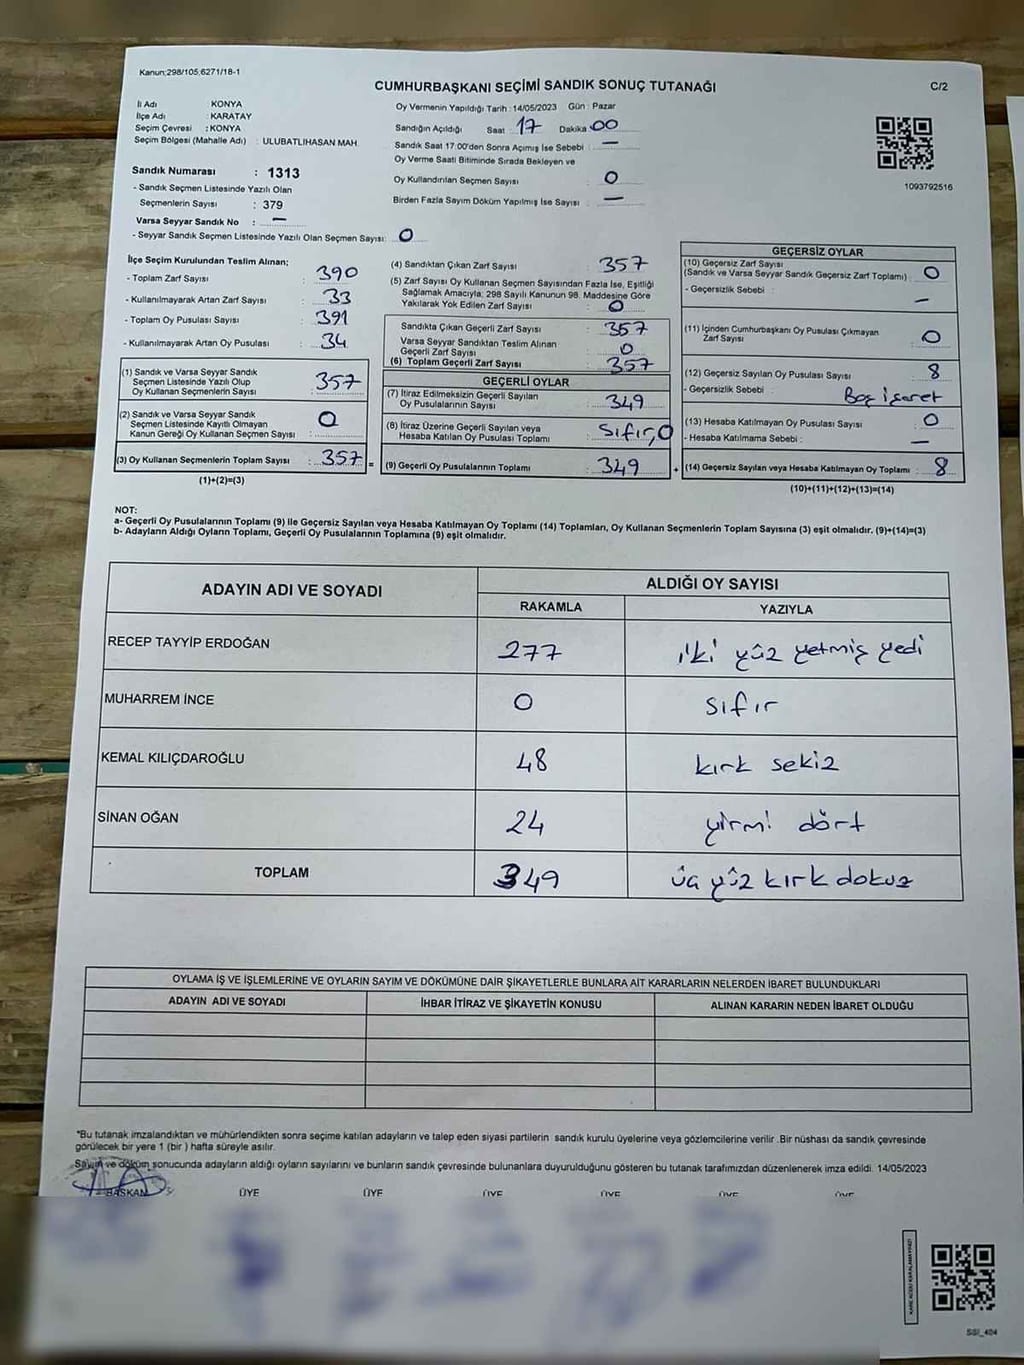 Kanun:298/105,6271/18-1
CUMHURBAŞKANI SEÇİMİ SANDIK SONUÇ TUTANAĞI
C/2
İli Adı KONYA
İlçe Adı : KARATAY
Seçim Çevresi : KONYA
Seçim Bölgesi (Mahalle Adı) : ULUBATLIHASAN MAH.
Oy Vermenin Yapıldığı Tarih : 14/05/2023 Gün : Pazar
Sandığın Açıldığı Saat 17 Dakika 00
Sandık Saat 17:00'den Sonra Açımış İse Sebebi : —
Oy Verme Saati Bitiminde Sırada Bekleyen ve
Oy Kullandırılan Seçmen Sayısı : 0
Birden Fazla Sayım Döküm Yapılmış İse Sayısı : —
1093792516
Sandık Numarası : 1313
- Sandık Seçmen Listesinde Yazılı Olan
Seçmenlerin Sayısı : 379
Varsa Seyyar Sandık No : —
- Seyyar Sandık Seçmen Listesinde Yazılı Olan Seçmen Sayısı: 0
İlçe Seçim Kurulundan Teslim Alınan;
- Toplam Zarf Sayısı : 390
- Kullanılmayarak Artan Zarf Sayısı : 33
- Toplam Oy Pusulası Sayısı : 391
- Kullanılmayarak Artan Oy Pusulası : 34
(1) Sandık ve Varsa Seyyar Sandık
Seçmen Listesinde Yazılı Olup
Oy Kullanan Seçmenlerin Sayısı : 357
(2) Sandık ve Varsa Seyyar Sandık
Seçmen Listesinde Kayıtlı Olmayan
Kanun Gereği Oy Kullanan Seçmen Sayısı : 0
(3) Oy Kullanan Seçmenlerin Toplam Sayısı : 357 =
(1)+(2)=(3)
(4) Sandıktan Çıkan Zarf Sayısı : 357
(5) Zarf Sayısı Oy Kullanan Seçmen Sayısından Fazla İse, Eşitliği
Sağlamak Amacıyla; 298 Sayılı Kanunun 98. Maddesine Göre
Yakılarak Yok Edilen Zarf Sayısı : 0
Sandıkta Çıkan Geçerli Zarf Sayısı : 357
Varsa Seyyar Sandıktan Teslim Alınan
Geçerli Zarf Sayısı : 0
(6) Toplam Geçerli Zarf Sayısı : 357
GEÇERLİ OYLAR
(7) İtiraz Edilmeksizin Geçerli Sayılan
Oy Pusulalarının Sayısı : 349
(8) İtiraz Üzerine Geçerli Sayılan veya
Hesaba Katılan Oy Pusulası Toplamı : Sıfır,0
(9) Geçerli Oy Pusulalarının Toplamı : 349 +
GEÇERSİZ OYLAR
(10) Geçersiz Zarf Sayısı
(Sandık ve Varsa Seyyar Sandık Geçersiz Zarf Toplamı) : 0
- Geçersizlik Sebebi : —
(11) İçinden Cumhurbaşkanı Oy Pusulası Çıkmayan
Zarf Sayısı : 0
(12) Geçersiz Sayılan Oy Pusulası Sayısı : 8
- Geçersizlik Sebebi : Boş işaret
(13) Hesaba Katılmayan Oy Pusulası Sayısı : 0
- Hesaba Katılmama Sebebi : —
(14) Geçersiz Sayılan veya Hesaba Katılmayan Oy Toplamı : 8
(10)+(11)+(12)+(13)=(14)
NOT:
a- Geçerli Oy Pusulalarının Toplamı (9) ile Geçersiz Sayılan veya Hesaba Katılmayan Oy Toplamı (14) Toplamları, Oy Kullanan Seçmenlerin Toplam Sayısına (3) eşit olmalıdır. (9)+(14)=(3)
b- Adayların Aldığı Oyların Toplamı, Geçerli Oy Pusulalarının Toplamına (9) eşit olmalıdır.
ADAYIN ADI VE SOYADI ALDIĞI OY SAYISI
RAKAMLA YAZIYLA
RECEP TAYYİP ERDOĞAN 277 iki yüz yetmiş yedi
MUHARREM İNCE 0 sıfır
KEMAL KILIÇDAROĞLU 48 kırk sekiz
SİNAN OĞAN 24 yirmi dört
TOPLAM 349 üç yüz kırk dokuz
OYLAMA İŞ VE İŞLEMLERİNE VE OYLARIN SAYIM VE DÖKÜMÜNE DAİR ŞİKAYETLERLE BUNLARA AİT KARARLARIN NELERDEN İBARET BULUNDUKLARI
ADAYIN ADI VE SOYADI İHBAR İTİRAZ VE ŞİKAYETİN KONUSU ALINAN KARARIN NEDEN İBARET OLDUĞU
*Bu tutanak imzalandıktan ve mühürlendikten sonra seçime katılan adayların ve talep eden siyasi partilerin sandık kurulu üyelerine veya gözlemcilerine verilir .Bir nüshası da sandık çevresinde
görülecek bir yere 1 (bir ) hafta süreyle asılır.
Sayım ve döküm sonucunda adayların aldığı oyların sayılarını ve bunların sandık çevresinde bulunanlara duyurulduğunu gösteren bu tutanak tarafımızdan düzenlenerek imza edildi. 14/05/2023
BAŞKAN ÜYE ÜYE ÜYE ÜYE ÜYE ÜYE
SSI_404